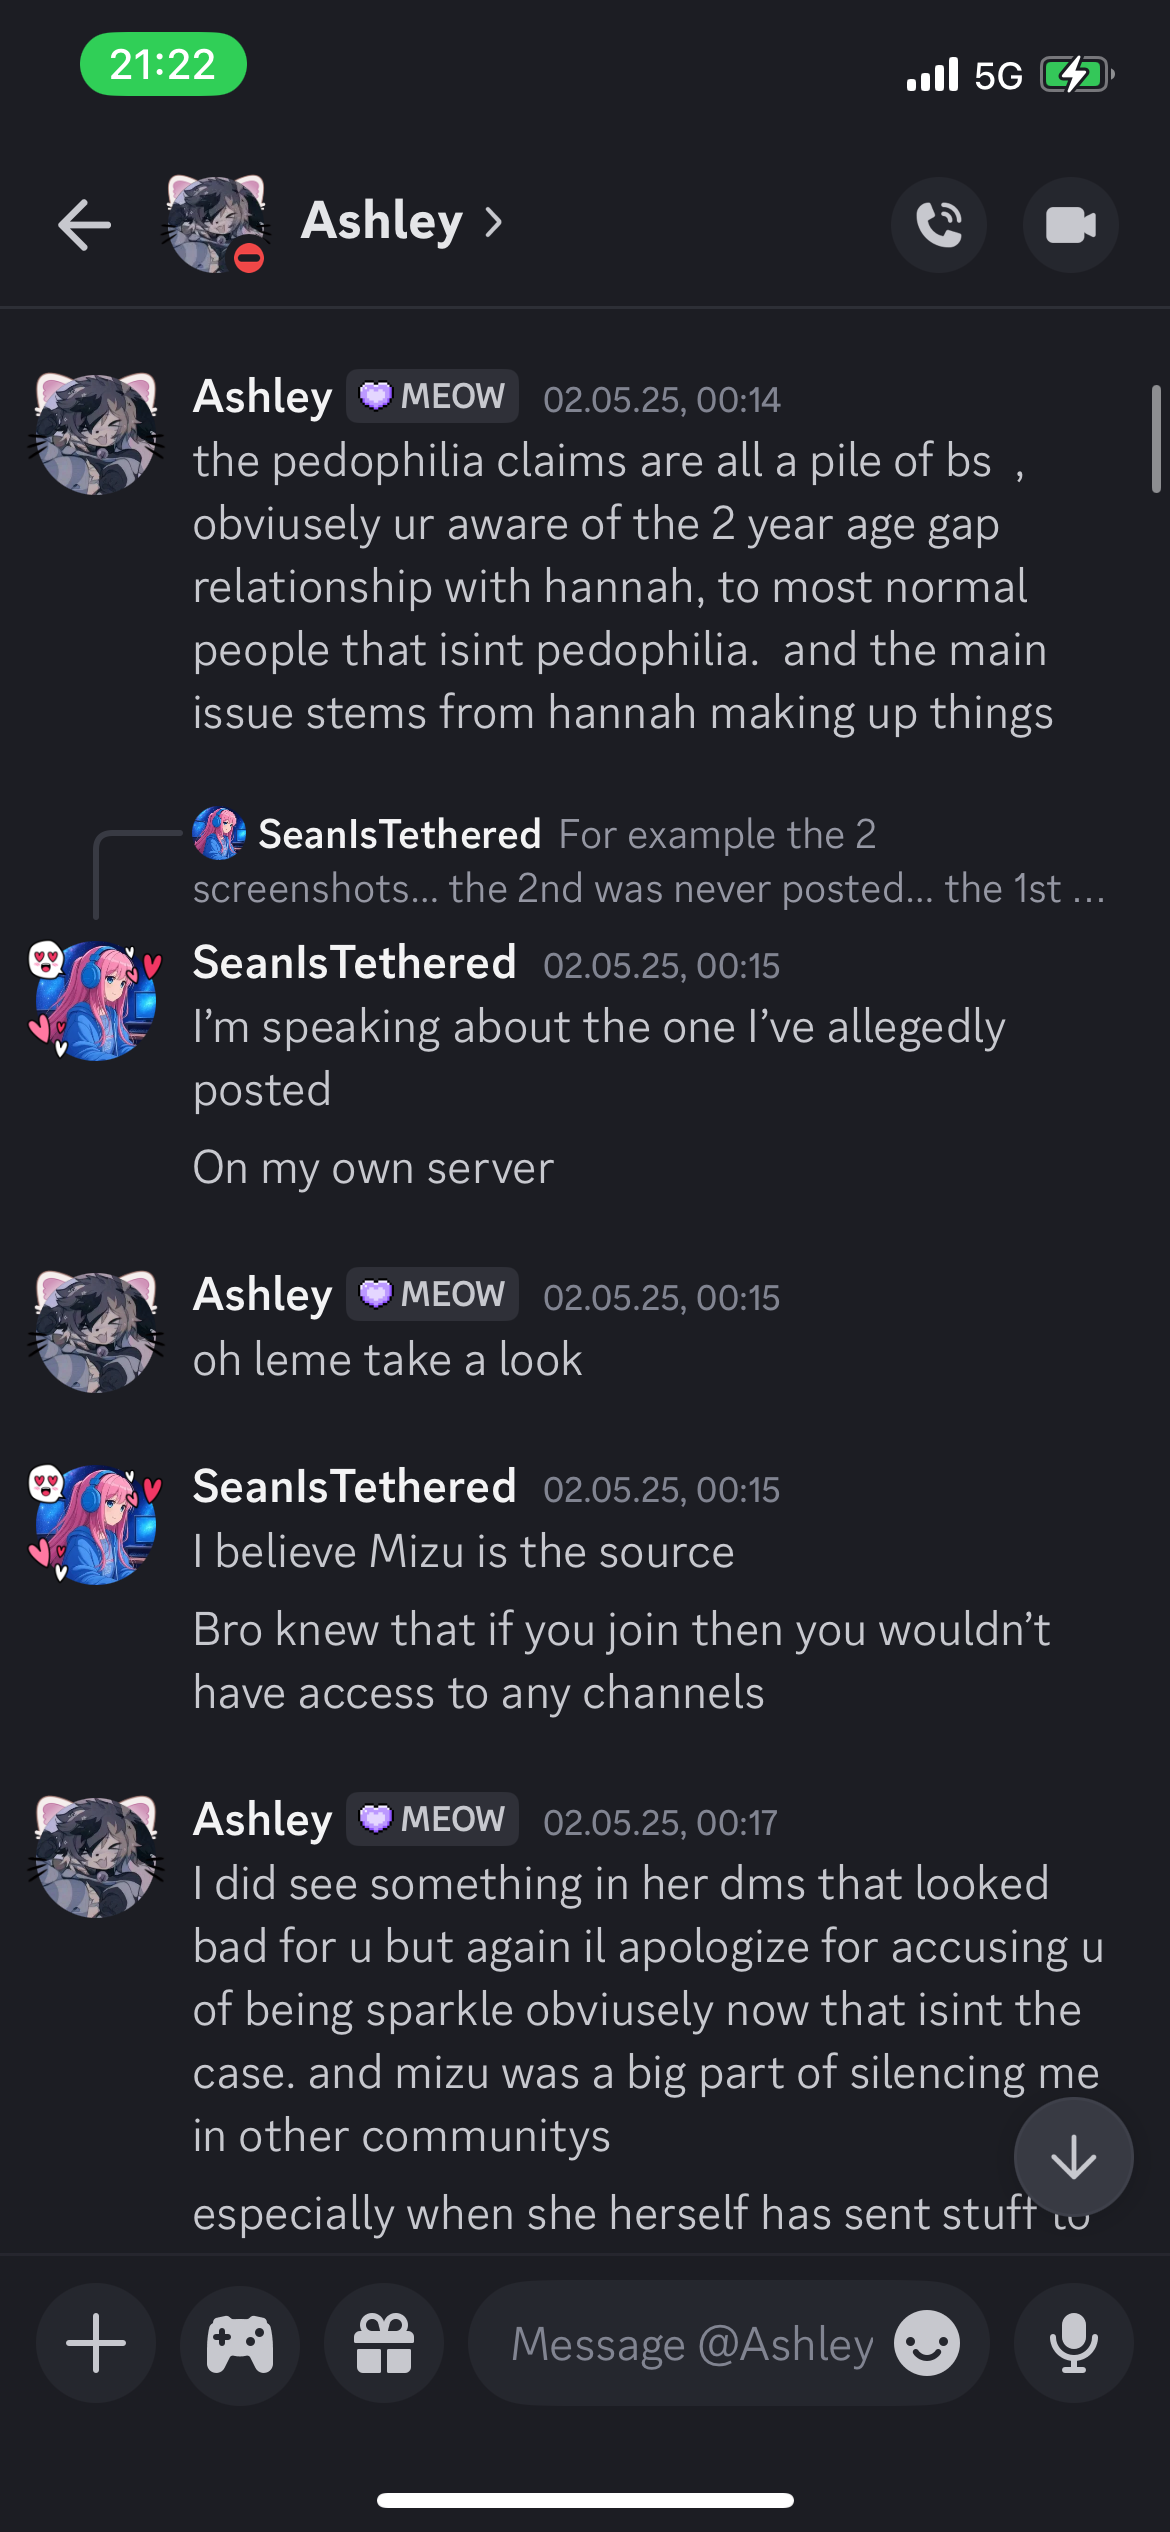 21:22
5G
Ashley
Ashley MEOW 02.05.25, 00:14
the pedophilia claims are all a pile of bs ,
obviusely ur aware of the 2 year age gap
relationship with hannah, to most normal
people that isint pedophilia. and the main
issue stems from hannah making up things
SeanIsTethered For example the 2
screenshots... the 2nd was never posted... the 1st ...
SeanIsTethered 02.05.25, 00:15
I’m speaking about the one I’ve allegedly
posted
On my own server
Ashley MEOW 02.05.25, 00:15
oh leme take a look
SeanIsTethered 02.05.25, 00:15
I believe Mizu is the source
Bro knew that if you join then you wouldn’t
have access to any channels
Ashley MEOW 02.05.25, 00:17
I did see something in her dms that looked
bad for u but again il apologize for accusing u
of being sparkle obviusely now that isint the
case. and mizu was a big part of silencing me
in other communitys
especially when she herself has sent stuff to
Message @Ashley